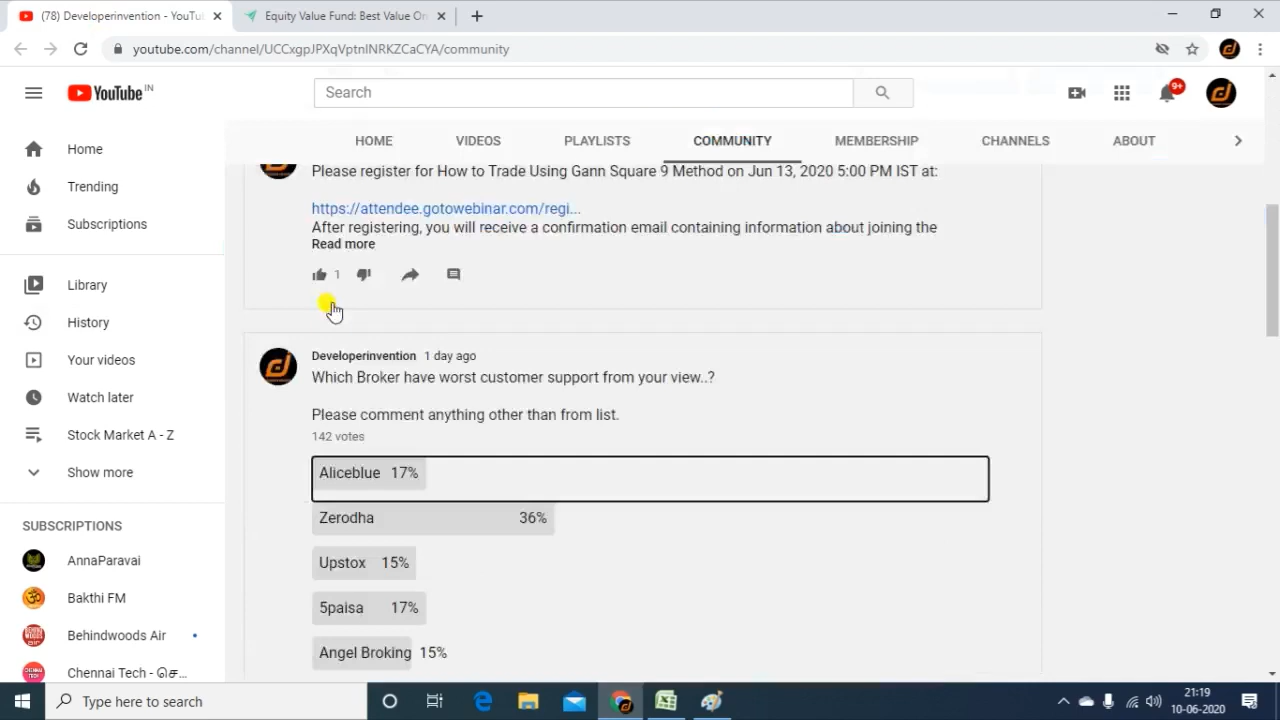 (78) Developerinvention - YouTu
Equity Value Fund: Best Value On
youtube.com/channel/UCCxgpJPXqVptnINRKZCaCYA/community
YouTube IN
Search
9+
HOME VIDEOS PLAYLISTS COMMUNITY MEMBERSHIP CHANNELS ABOUT
Home
Trending
Subscriptions
Library
History
Your videos
Watch later
Stock Market A - Z
Show more
SUBSCRIPTIONS
AnnaParavai
Bakthi FM
Behindwoods Air
Chennai Tech - செ...
Please register for How to Trade Using Gann Square 9 Method on Jun 13, 2020 5:00 PM IST at:
https://attendee.gotowebinar.com/regi...
After registering, you will receive a confirmation email containing information about joining the
Read more
1
Developerinvention 1 day ago
Which Broker have worst customer support from your view..?
Please comment anything other than from list.
142 votes
Aliceblue 17%
Zerodha 36%
Upstox 15%
5paisa 17%
Angel Broking 15%
Type here to search
21:19
10-06-2020